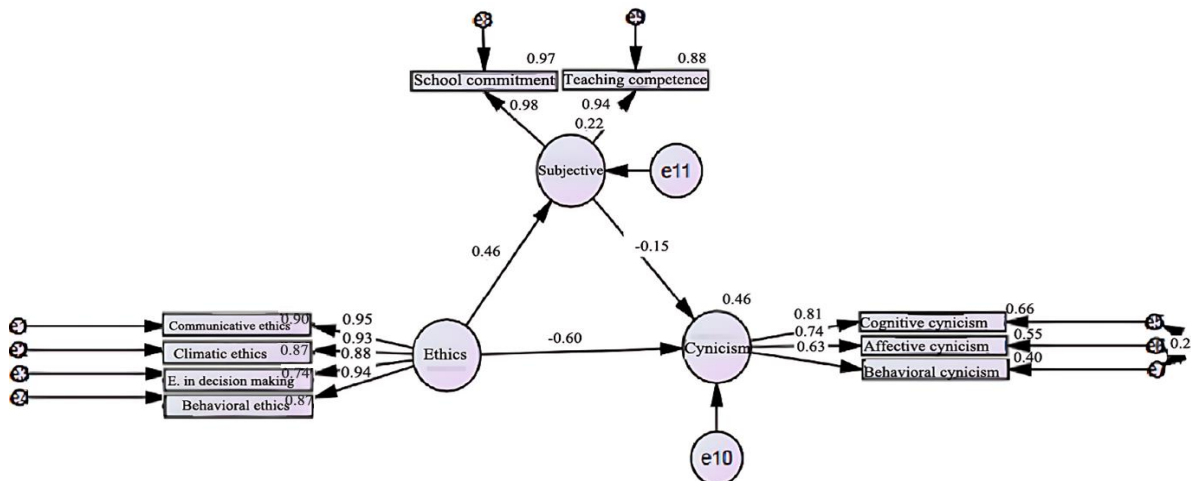 0.97
0.88
School commitment
Teaching competence
0.98
0.94
0.22
Subjective
e11
0.46
-0.15
0.46
0.90
0.95
Communicative ethics
0.93
Climatic ethics
0.87
0.88
E. in decision making
0.74
0.94
Behavioral ethics
0.87
Ethics
-0.60
Cynicism
0.81
0.66
0.74
Cognitive cynicism
0.63
0.55
Affective cynicism
0.2
0.40
Behavioral cynicism
e10